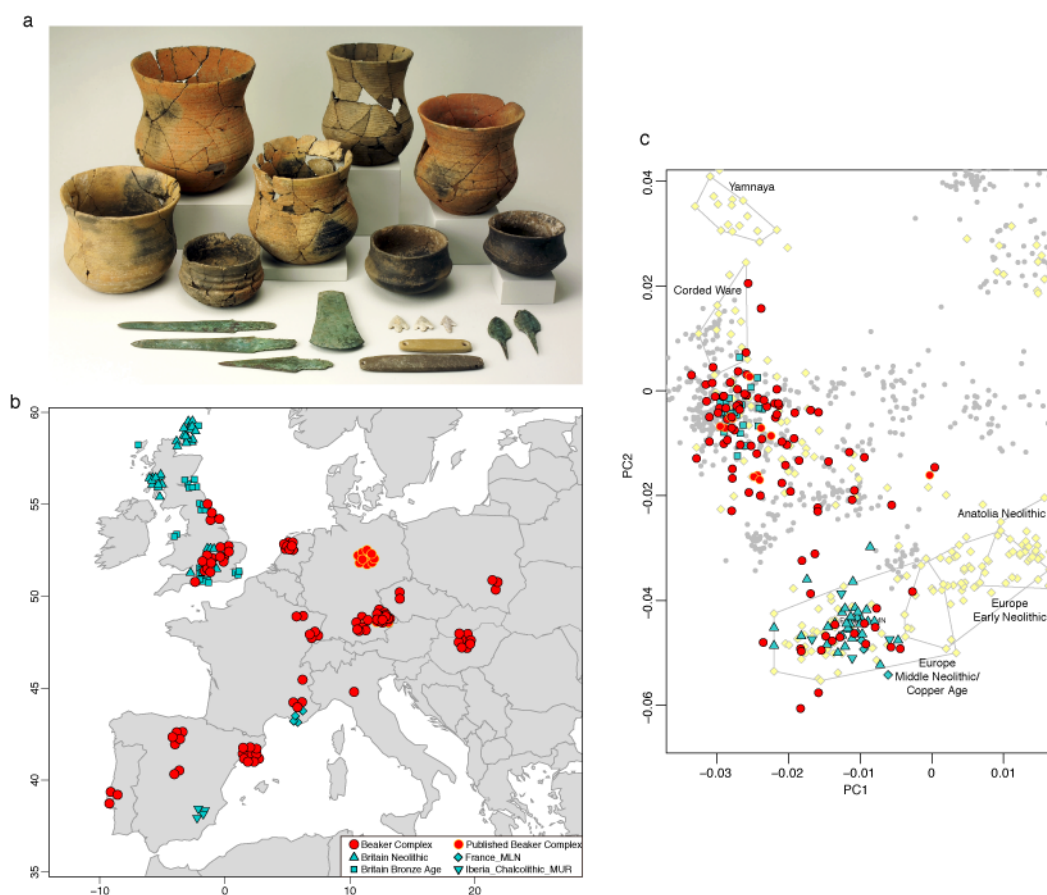 a
b
60
55
50
45
40
35
−10
0
10
20
Beaker Complex
Britain Neolithic
Britain Bronze Age
Published Beaker Complex
France_MLN
Iberia_Chalcolithic_MUR
c
0.04
0.02
0
−0.02
−0.04
−0.06
PC2
−0.03
−0.02
−0.01
0
0.01
PC1
Yamnaya
Corded Ware
Anatolia Neolithic
Europe
Early Neolithic
Europe
Middle Neolithic/
Copper Age